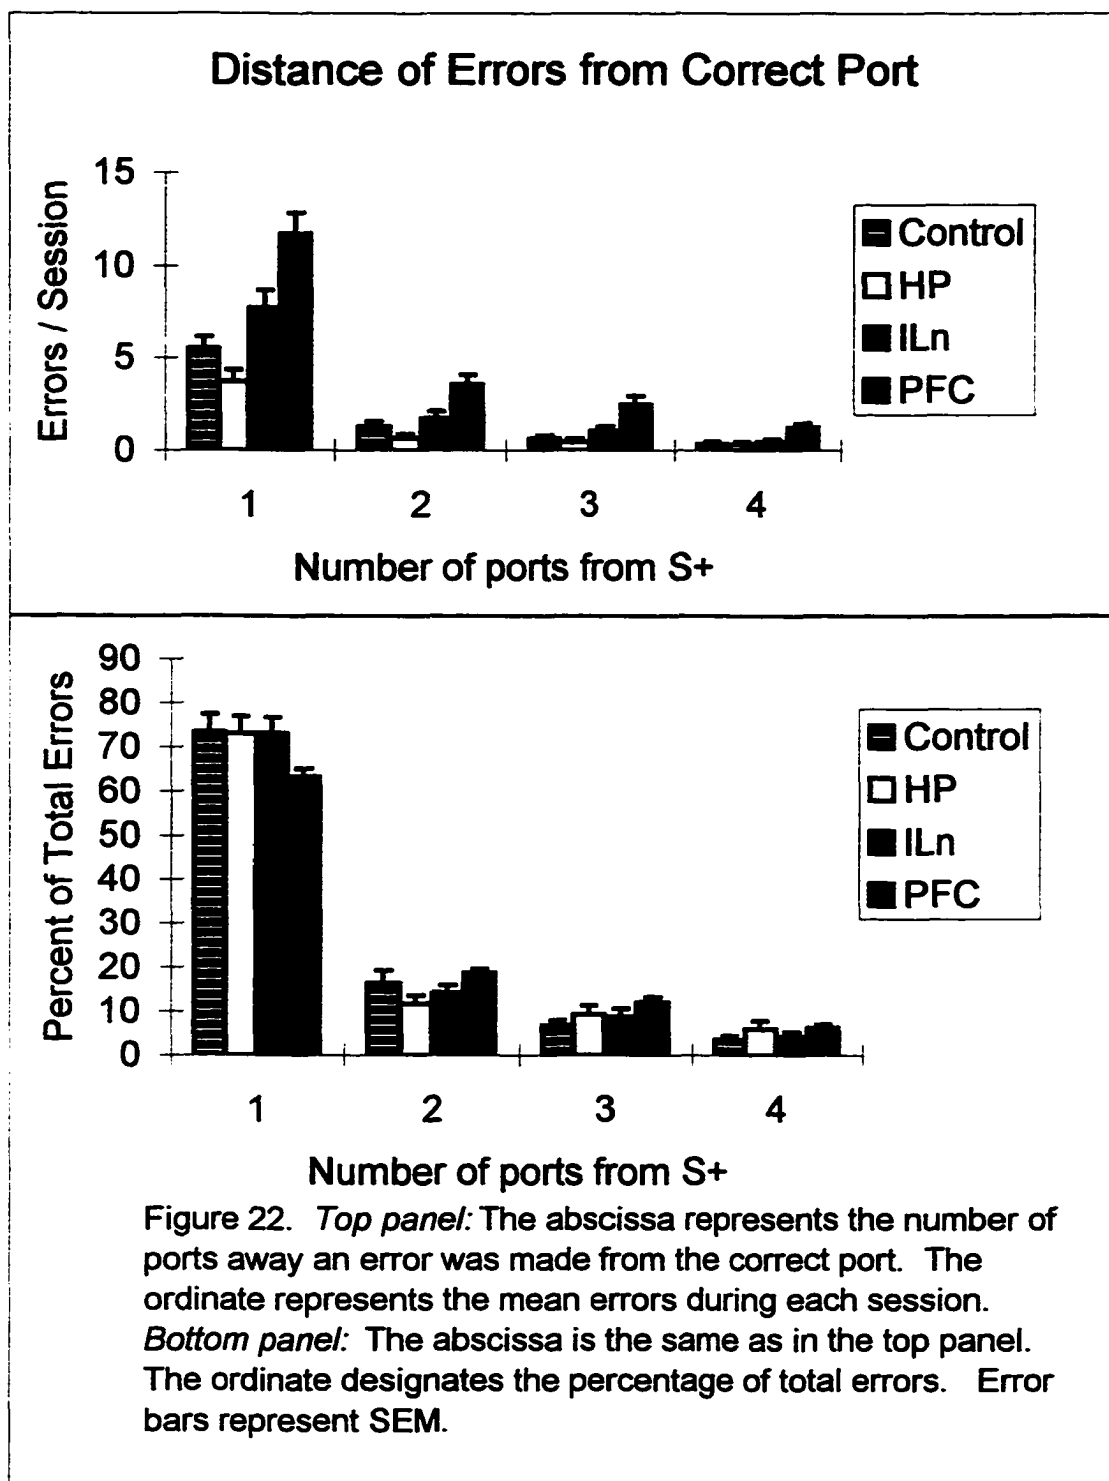 Distance of Errors from Correct Port
15
10
5
0
Errors / Session
1 2 3 4
Number of ports from S+
Control
HP
ILn
PFC
90
80
70
60
50
40
30
20
10
0
Percent of Total Errors
1 2 3 4
Number of ports from S+
Control
HP
ILn
PFC
Figure 22. Top panel: The abscissa represents the number of
ports away an error was made from the correct port. The
ordinate represents the mean errors during each session.
Bottom panel: The abscissa is the same as in the top panel.
The ordinate designates the percentage of total errors. Error
bars represent SEM.